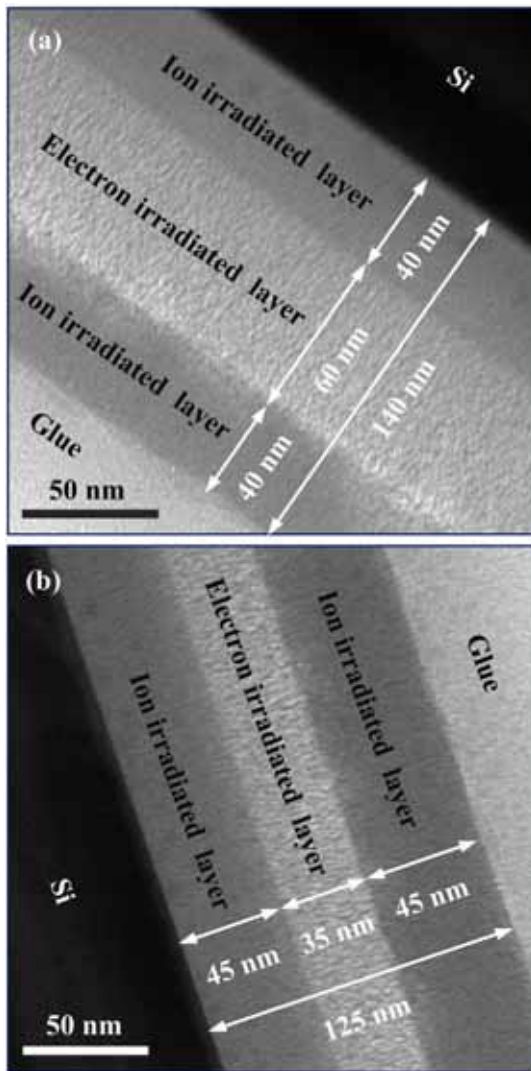 (a)
Si
Ion irradiated layer
Electron irradiated layer
Ion irradiated layer
Glue
40 nm
60 nm
140 nm
40 nm
50 nm
(b)
Electron irradiated layer
Ion irradiated layer
Ion irradiated layer
Glue
Si
45 nm
35 nm
45 nm
125 nm
50 nm